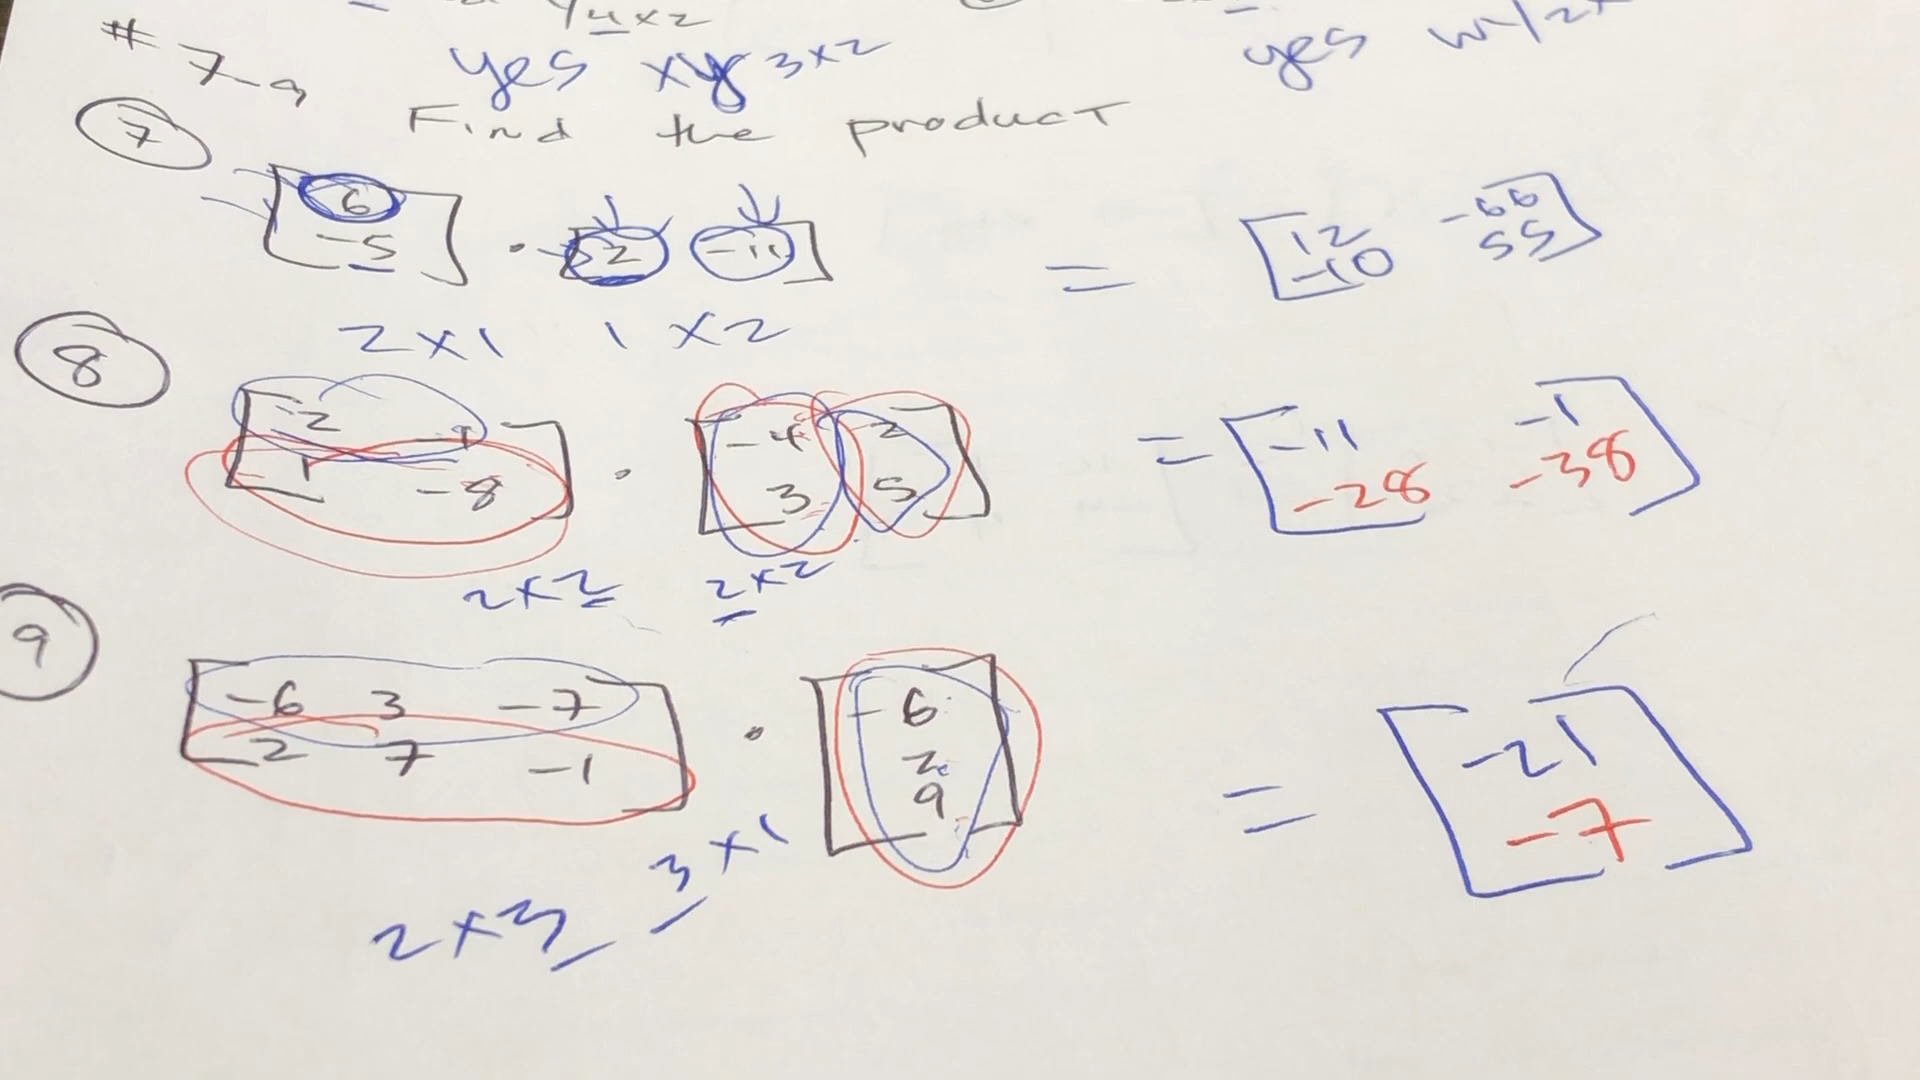 4x2
yes xy 3x2 yes
#7-9 Find the product
7
6
-5 · 2 -11 = 12 -66
-10 55
2x1 1x2
8
2 -1 · -4 2 = -11 -1
1 -8 3 5 -28 -38
2x2 2x2
9
-6 3 -7 · -6 = -21
2 7 -1 2 -7
9
2x3 3x1